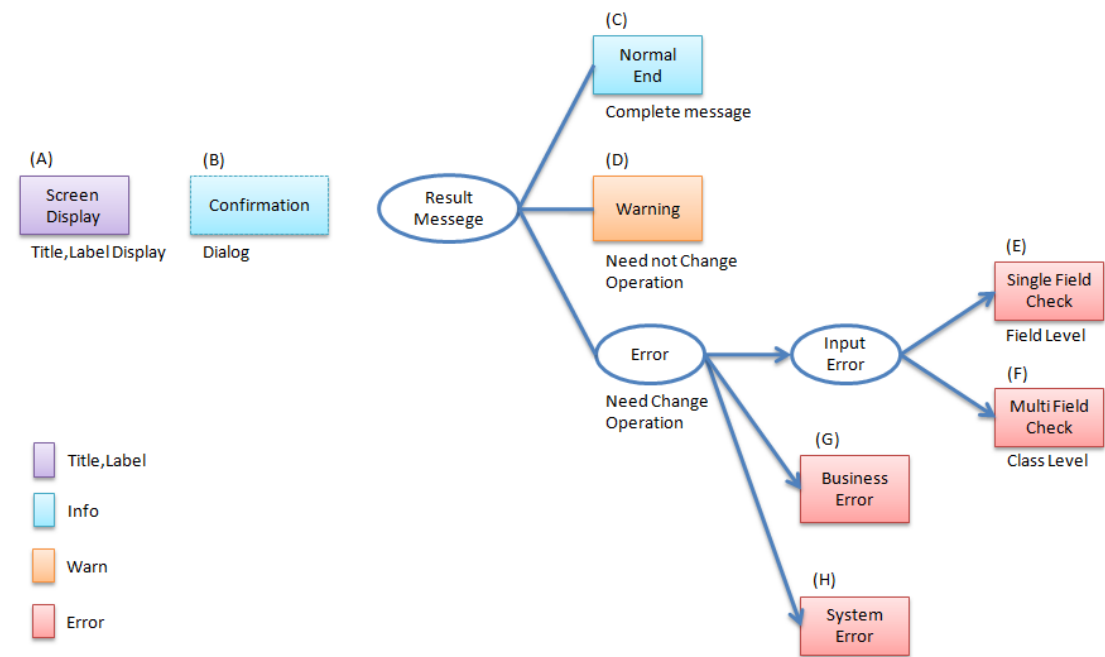 (A)
Screen
Display
Title,Label Display
(B)
Confirmation
Dialog
Result
Messege
(C)
Normal
End
Complete message
(D)
Warning
Need not Change
Operation
Error
Need Change
Operation
Input
Error
(E)
Single Field
Check
Field Level
(F)
Multi Field
Check
Class Level
(G)
Business
Error
(H)
System
Error
Title,Label
Info
Warn
Error